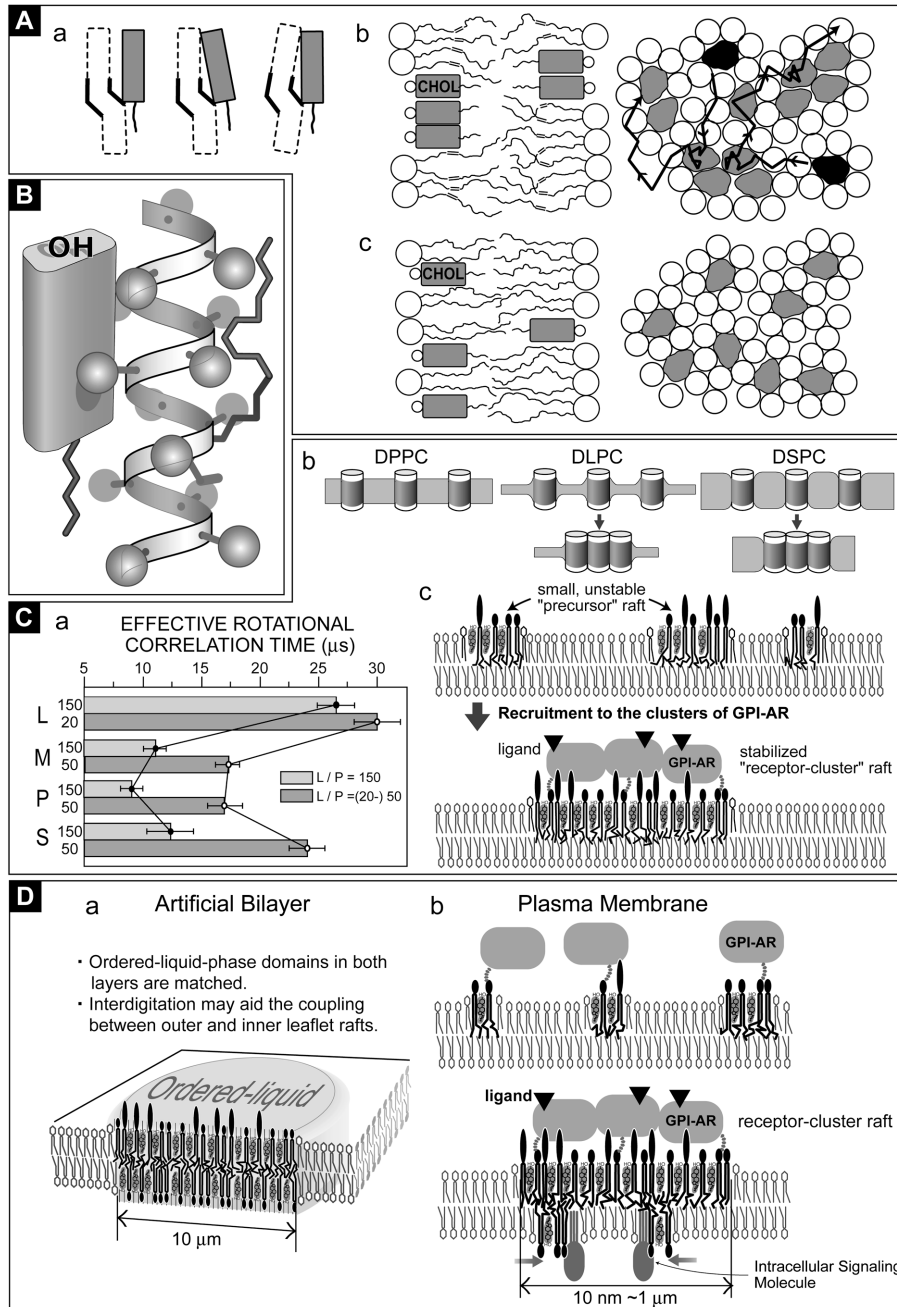 A
a
b
CHOL
c
CHOL
B
OH
C
a
EFFECTIVE ROTATIONAL
CORRELATION TIME (μs)
5 10 15 20 25 30
L
150
20
M
150
50
P
150
50
S
150
50
L / P = 150
L / P =(20-) 50
b
DPPC
DLPC
DSPC
c
small, unstable
"precursor" raft
Recruitment to the clusters of GPI-AR
ligand
GPI-AR
stabilized
"receptor-cluster" raft
D
a
Artificial Bilayer
・Ordered-liquid-phase domains in both
layers are matched.
・Interdigitation may aid the coupling
between outer and inner leaflet rafts.
Ordered-liquid
10 μm
b
Plasma Membrane
GPI-AR
ligand
GPI-AR
receptor-cluster raft
Intracellular Signaling
Molecule
10 nm ~1 μm